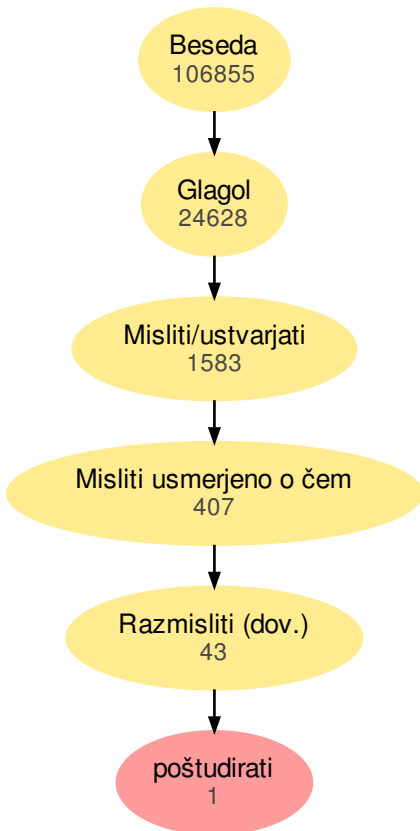 Beseda
106855
Glagol
24628
Misliti/ustvarjati
1583
Misliti usmerjeno o čem
407
Razmisliti (dov.)
43
poštudirati
1